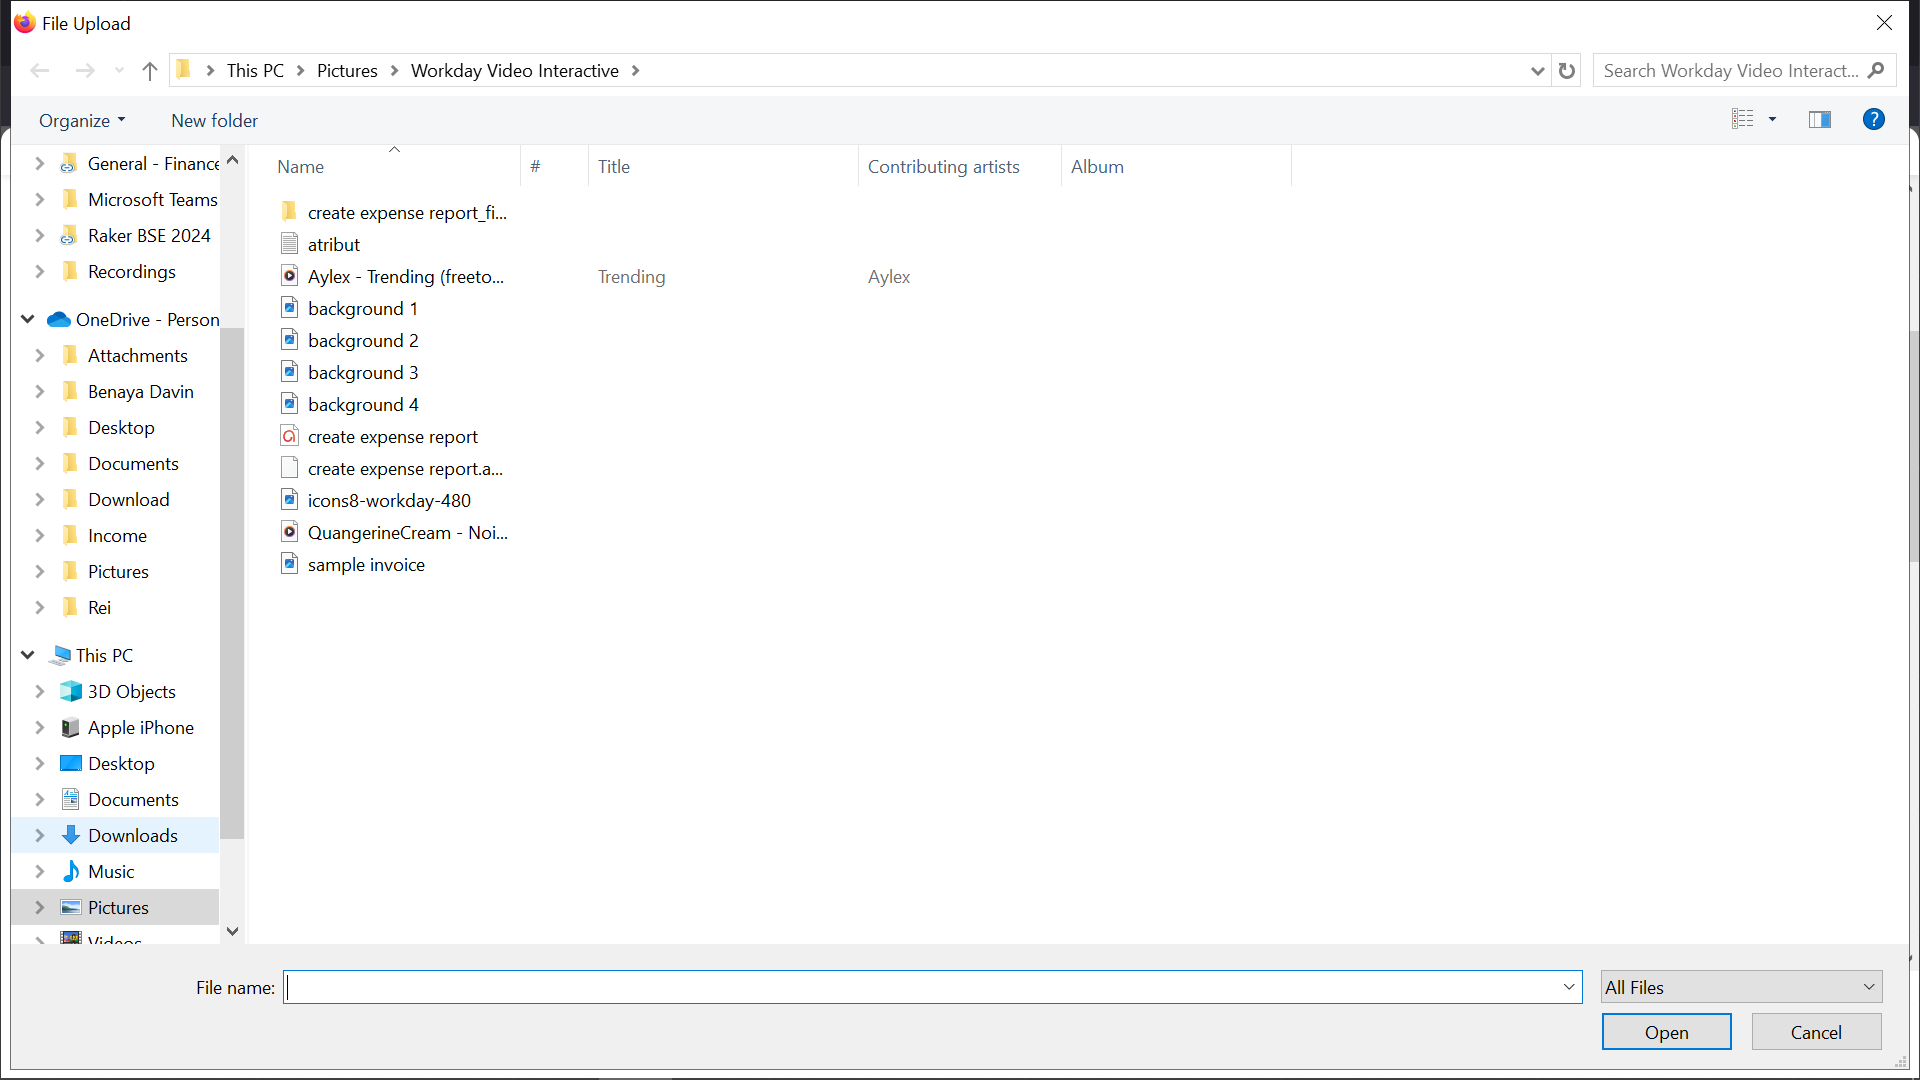 File Upload
This PC
Pictures
Workday Video Interactive
Search Workday Video Interact...
Organize
New folder
?
General - Finance
Microsoft Teams
Raker BSE 2024
Recordings
OneDrive - Person
Attachments
Benaya Davin
Desktop
Documents
Download
Income
Pictures
Rei
This PC
3D Objects
Apple iPhone
Desktop
Documents
Downloads
Music
Pictures
Videos
Name
#
Title
Contributing artists
Album
create expense report_fi...
atribut
Aylex - Trending (freeto...
Trending
Aylex
background 1
background 2
background 3
background 4
create expense report
create expense report.a...
icons8-workday-480
QuangerineCream - Noi...
sample invoice
File name:
All Files
Open
Cancel